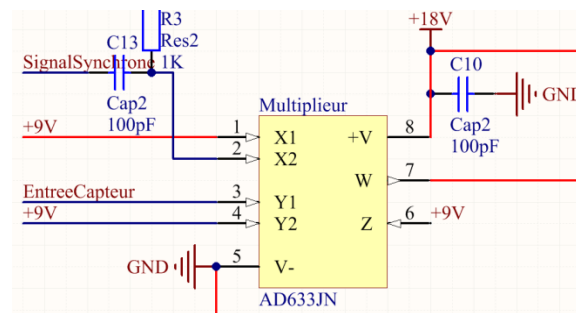 R3
Res2
1K
+18V
C13
SignalSynchrone
Cap2
100pF
C10
GND
Cap2
100pF
Multiplieur
+9V
1
X1
+V
8
2
X2
W
7
EntreeCapteur
3
Y1
+9V
4
Y2
Z
6
+9V
GND
5
V-
AD633JN